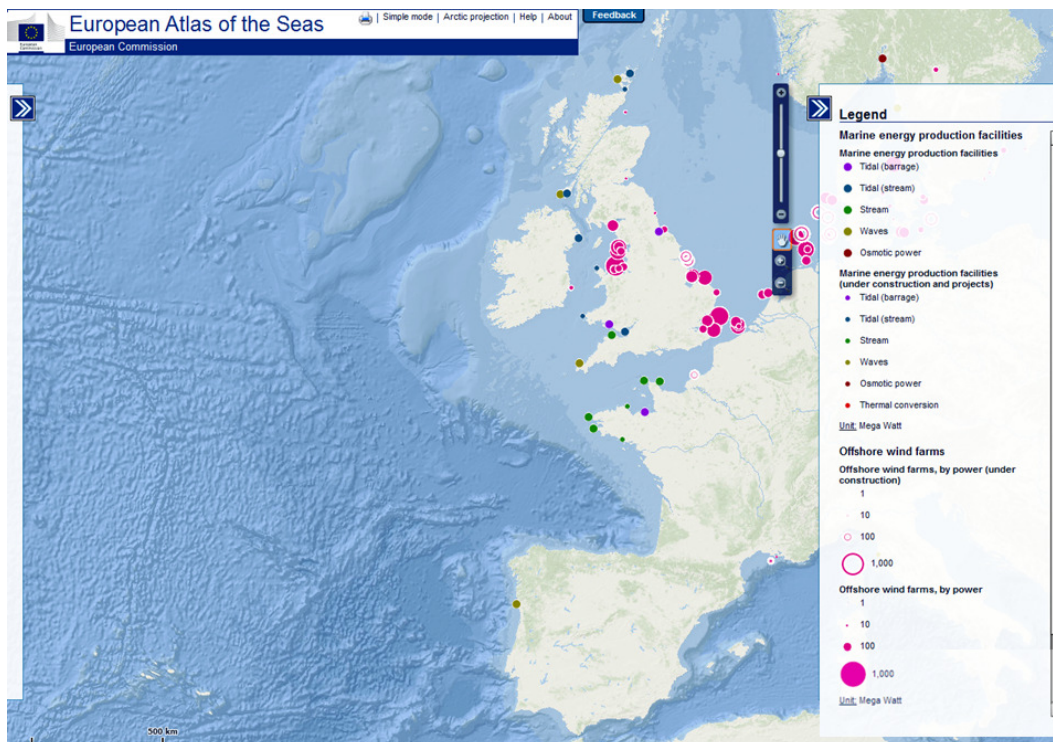 European Atlas of the Seas
Simple mode | Arctic projection | Help | About
Feedback
European
Commission
European Commission
Legend
Marine energy production facilities
Marine energy production facilities
Tidal (barrage)
Tidal (stream)
Stream
Waves
Osmotic power
Marine energy production facilities
(under construction and projects)
Tidal (barrage)
Tidal (stream)
Stream
Waves
Osmotic power
Thermal conversion
Unit: Mega Watt
Offshore wind farms
Offshore wind farms, by power (under
construction)
1
10
100
1,000
Offshore wind farms, by power
1
10
100
1,000
Unit: Mega Watt
500 km